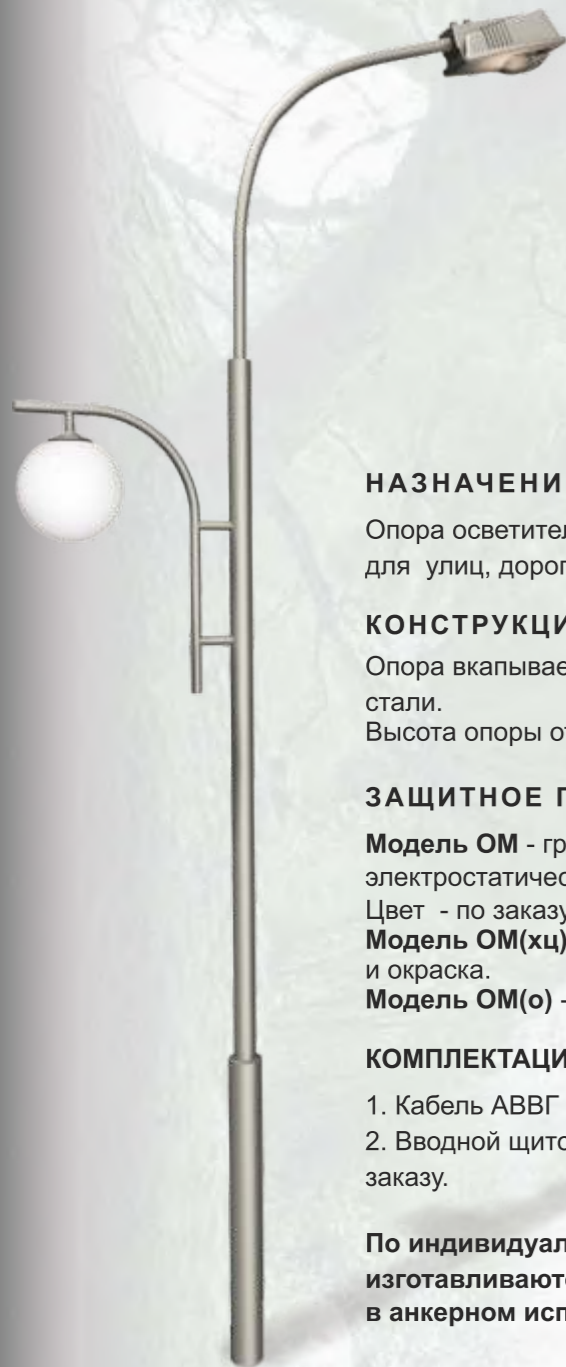 НАЗНАЧЕНИ
Опора осветител
для улиц, дорог
КОНСТРУКЦИ
Опора вкапывае
стали.
Высота опоры от
ЗАЩИТНОЕ П
Модель ОМ - гр
электростатичес
Цвет - по заказу
Модель ОМ(хц)
и окраска.
Модель ОМ(о) -
КОМПЛЕКТАЦИ
1. Кабель АВВГ
2. Вводной щито
заказу.
По индивидуал
изготавливаютс
в анкерном исп